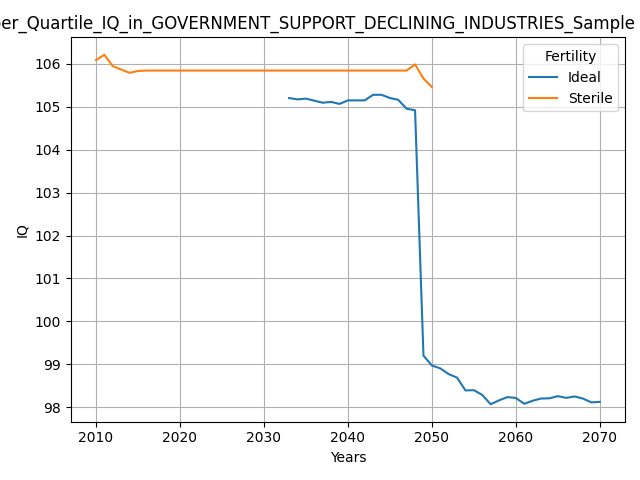 er_Quartile_IQ_in_GOVERNMENT_SUPPORT_DECLINING_INDUSTRIES_Sample
Fertility
Ideal
Sterile
106
105
104
103
102
101
100
99
98
IQ
2010 2020 2030 2040 2050 2060 2070
Years